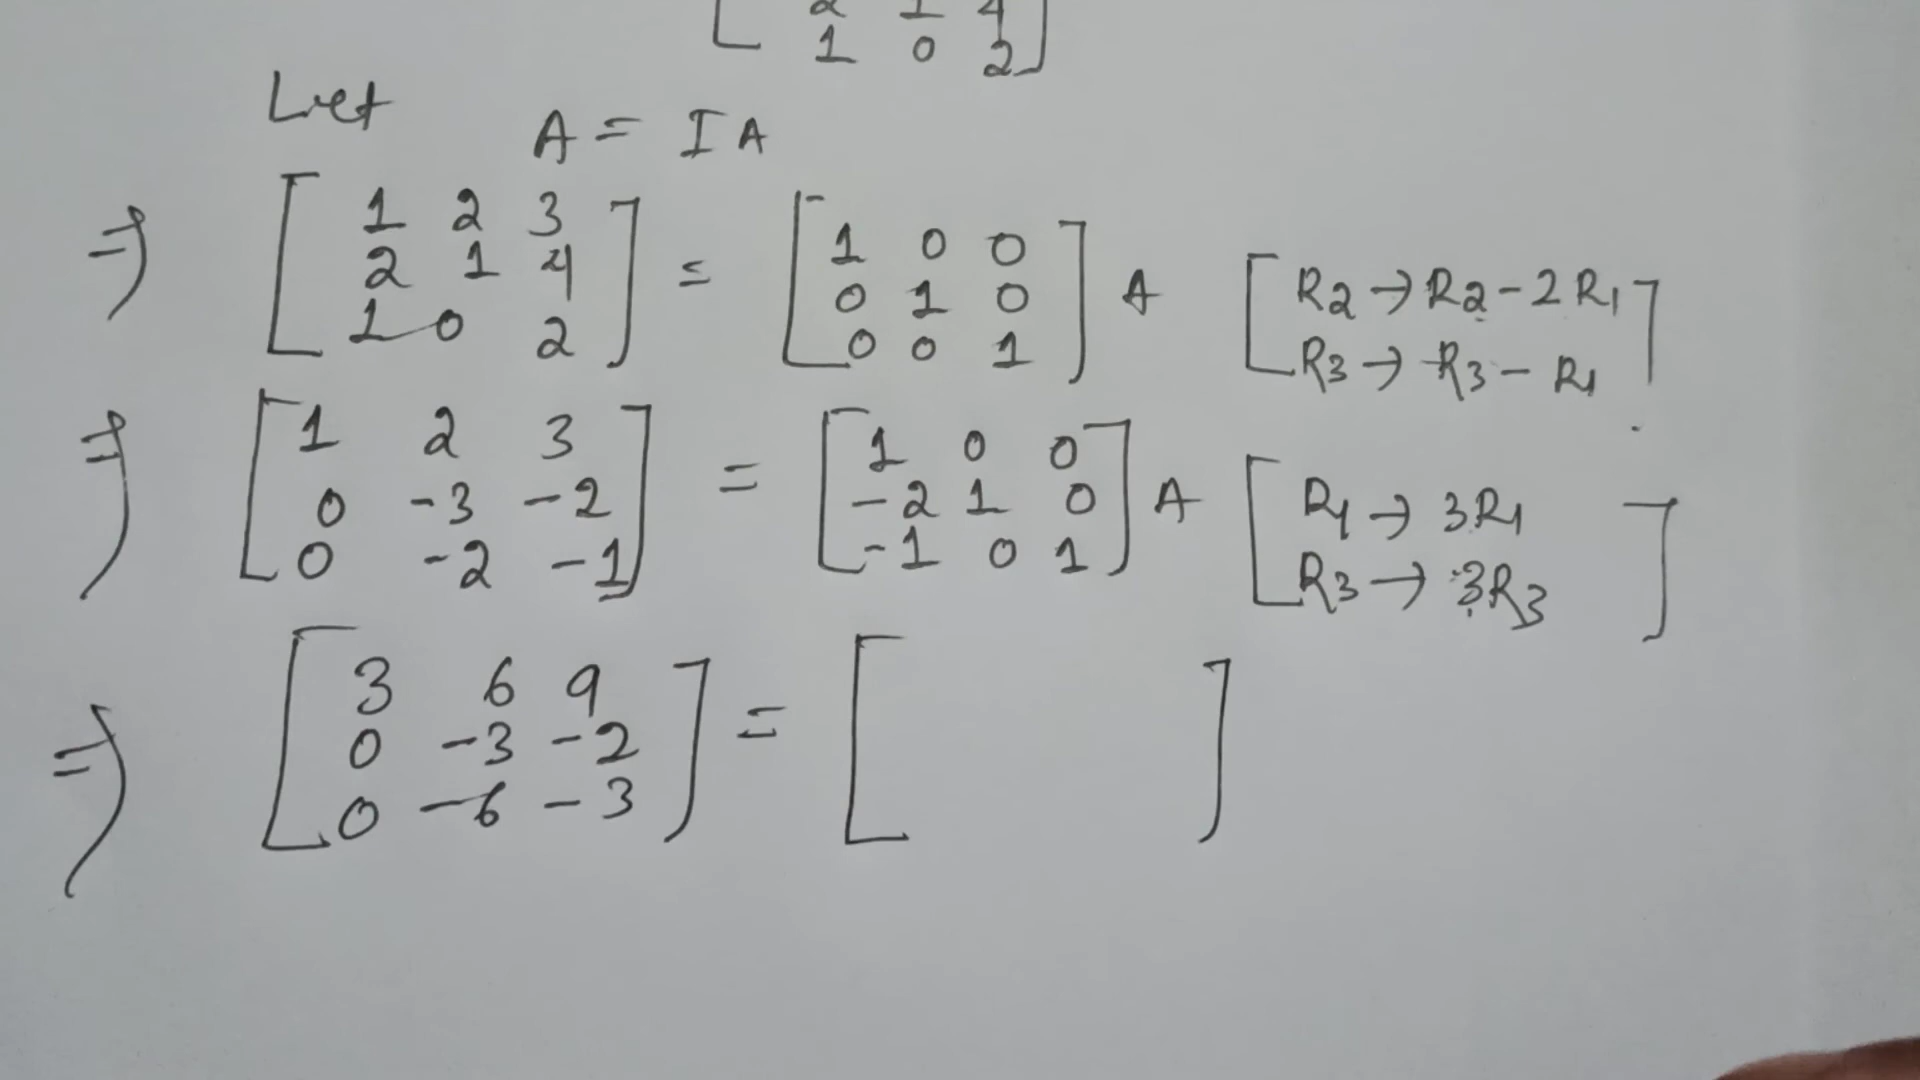 2 1 4
1 0 2
Let
A = I A
⇒ [1 2 3
2 1 4
1 0 2] = [1 0 0
0 1 0
0 0 1] A [R2 → R2 - 2R1
R3 → R3 - R1]
⇒ [1 2 3
0 -3 -2
0 -2 -1] = [1 0 0
-2 1 0
-1 0 1] A [R1 → 3R1
R3 → 3R3]
⇒ [3 6 9
0 -3 -2
0 -6 -3] = [ ]